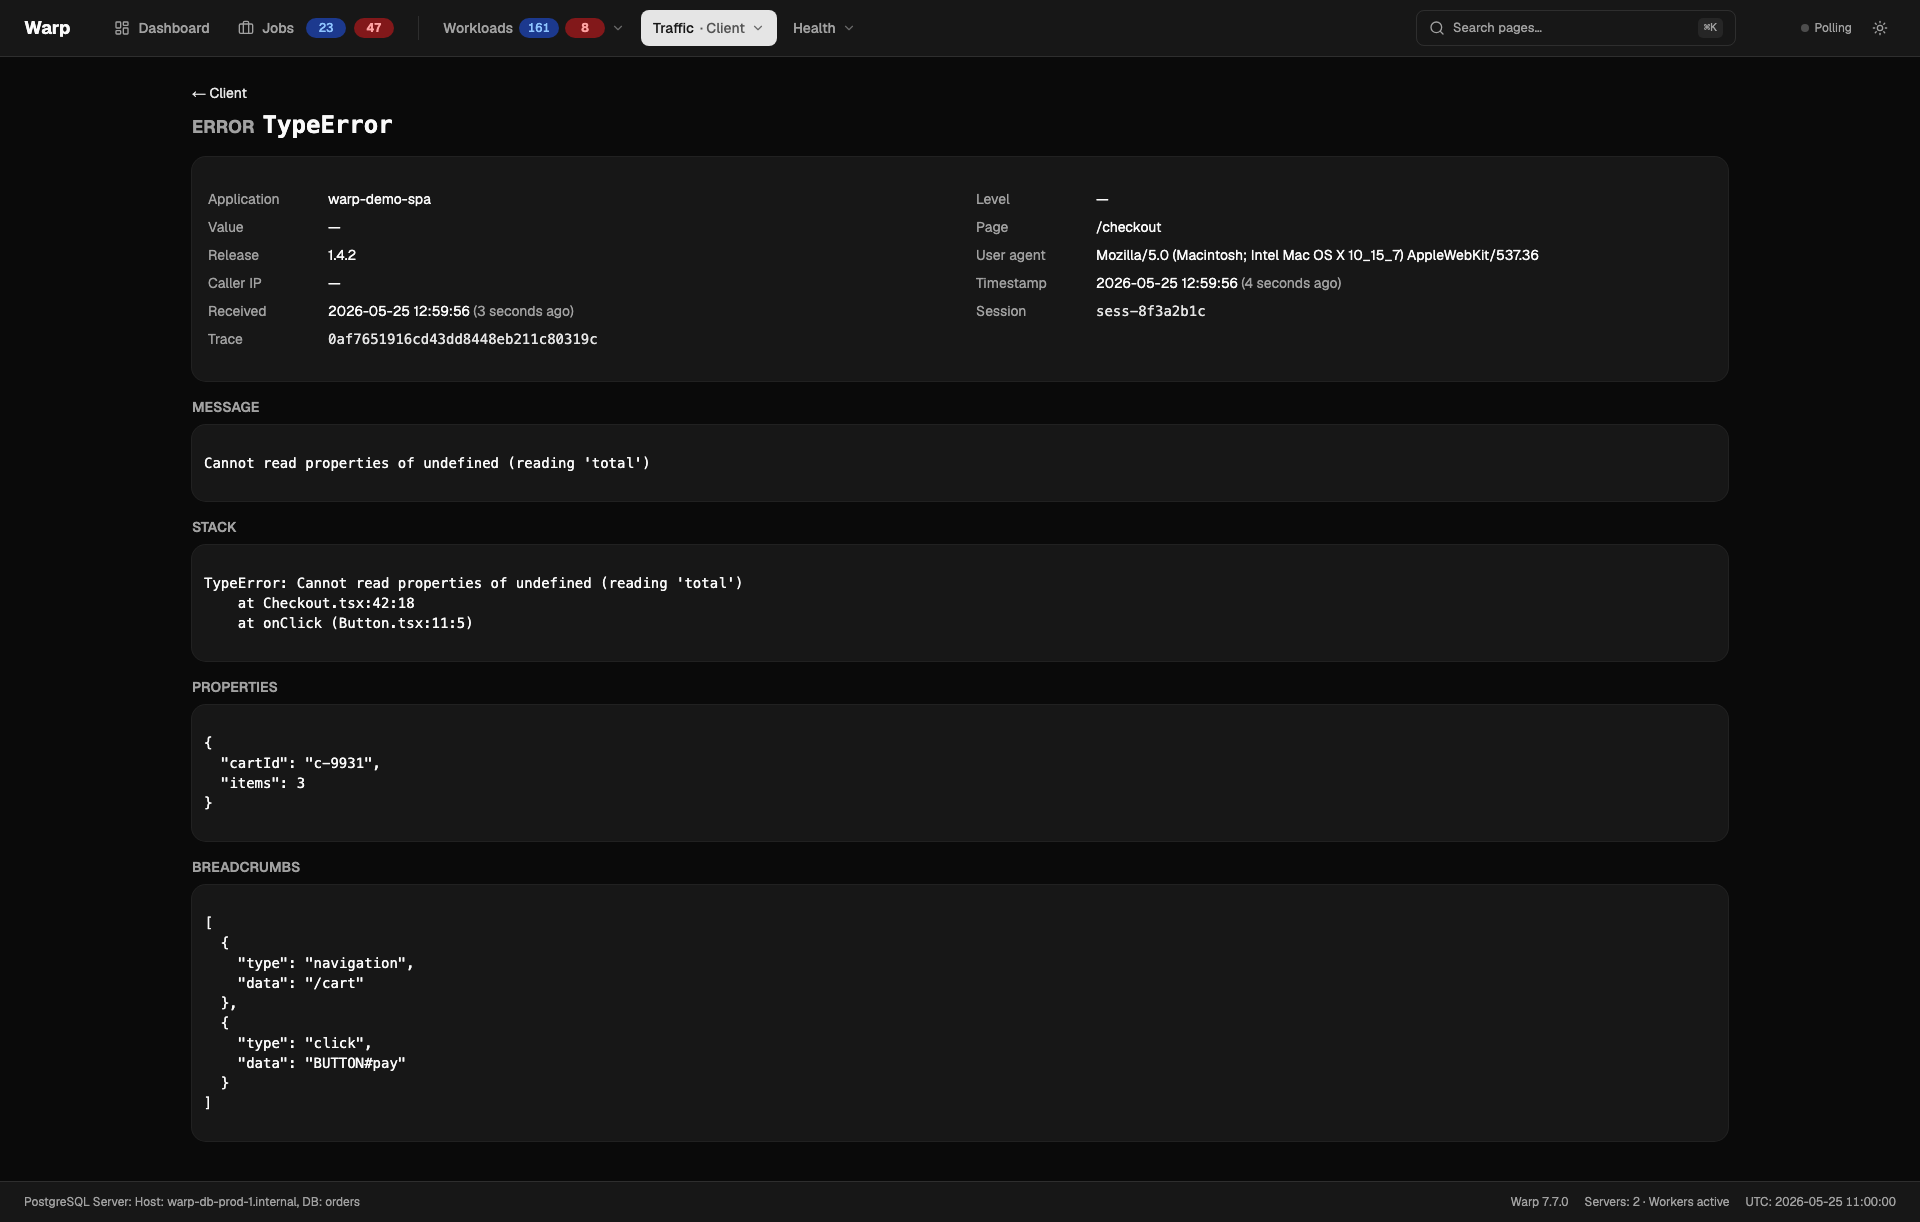 Warp
Dashboard
Jobs 23 47
Workloads 161 8
Traffic · Client
Health
Search pages...
⌘K
Polling
← Client
ERROR TypeError
Application warp-demo-spa
Level —
Value —
Page /checkout
Release 1.4.2
User agent Mozilla/5.0 (Macintosh; Intel Mac OS X 10_15_7) AppleWebKit/537.36
Caller IP —
Timestamp 2026-05-25 12:59:56 (4 seconds ago)
Received 2026-05-25 12:59:56 (3 seconds ago)
Session sess-8f3a2b1c
Trace 0af7651916cd43dd8448eb211c80319c
MESSAGE
Cannot read properties of undefined (reading 'total')
STACK
TypeError: Cannot read properties of undefined (reading 'total')
    at Checkout.tsx:42:18
    at onClick (Button.tsx:11:5)
PROPERTIES
{
  "cartId": "c-9931",
  "items": 3
}
BREADCRUMBS
[
  {
    "type": "navigation",
    "data": "/cart"
  },
  {
    "type": "click",
    "data": "BUTTON#pay"
  }
]
PostgreSQL Server: Host: warp-db-prod-1.internal, DB: orders
Warp 7.7.0
Servers: 2 · Workers active
UTC: 2026-05-25 11:00:00